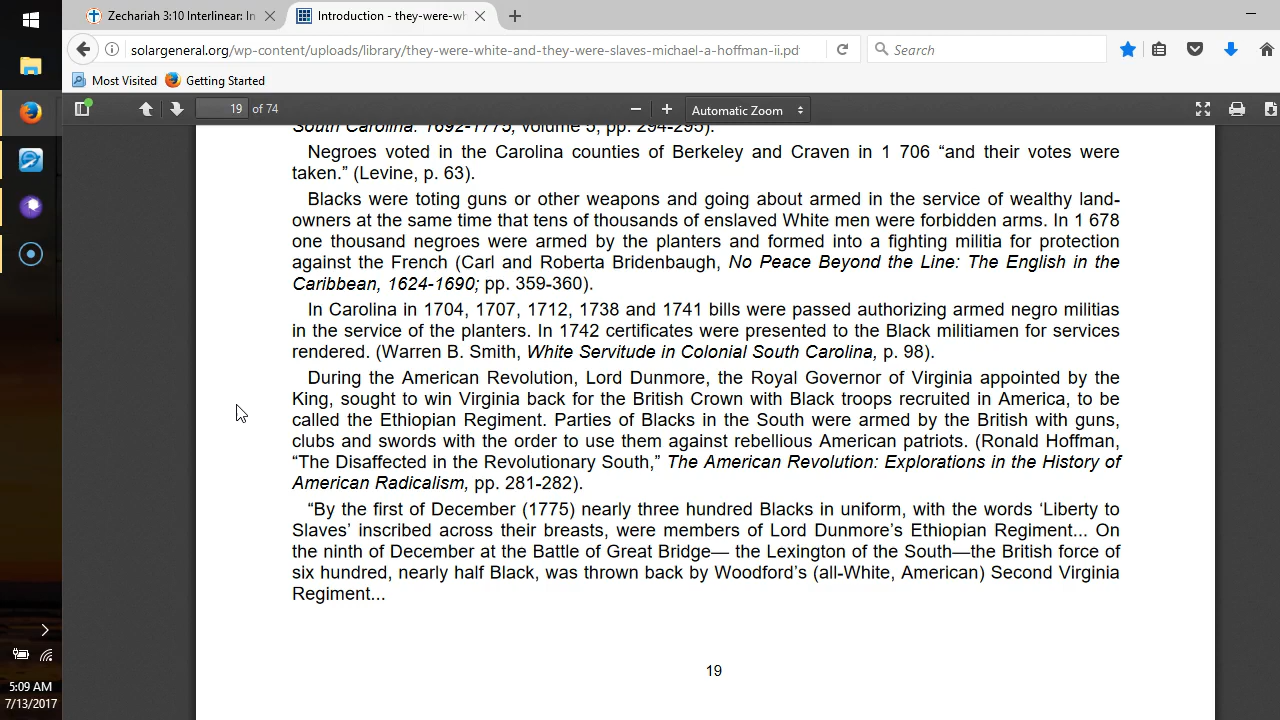 Zechariah 3:10 Interlinear: In
Introduction - they-were-wh
solargeneral.org/wp-content/uploads/library/they-were-white-and-they-were-slaves-michael-a-hoffman-ii.pd
Search
Most Visited
Getting Started
19 of 74
Automatic Zoom
South Carolina: 1692-1775, volume 5, pp. 294-295).
Negroes voted in the Carolina counties of Berkeley and Craven in 1 706 “and their votes were
taken.” (Levine, p. 63).
Blacks were toting guns or other weapons and going about armed in the service of wealthy land-
owners at the same time that tens of thousands of enslaved White men were forbidden arms. In 1 678
one thousand negroes were armed by the planters and formed into a fighting militia for protection
against the French (Carl and Roberta Bridenbaugh, No Peace Beyond the Line: The English in the
Caribbean, 1624-1690; pp. 359-360).
In Carolina in 1704, 1707, 1712, 1738 and 1741 bills were passed authorizing armed negro militias
in the service of the planters. In 1742 certificates were presented to the Black militiamen for services
rendered. (Warren B. Smith, White Servitude in Colonial South Carolina, p. 98).
During the American Revolution, Lord Dunmore, the Royal Governor of Virginia appointed by the
King, sought to win Virginia back for the British Crown with Black troops recruited in America, to be
called the Ethiopian Regiment. Parties of Blacks in the South were armed by the British with guns,
clubs and swords with the order to use them against rebellious American patriots. (Ronald Hoffman,
“The Disaffected in the Revolutionary South,” The American Revolution: Explorations in the History of
American Radicalism, pp. 281-282).
“By the first of December (1775) nearly three hundred Blacks in uniform, with the words ‘Liberty to
Slaves’ inscribed across their breasts, were members of Lord Dunmore’s Ethiopian Regiment... On
the ninth of December at the Battle of Great Bridge— the Lexington of the South—the British force of
six hundred, nearly half Black, was thrown back by Woodford’s (all-White, American) Second Virginia
Regiment...
19
5:09 AM
7/13/2017